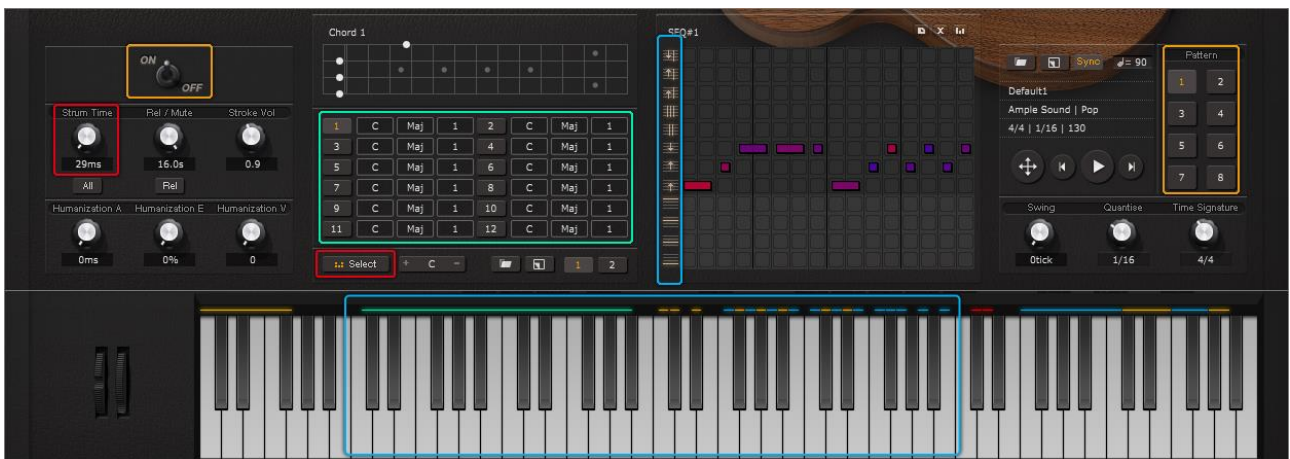 ON
OFF
Strum Time Rel / Mute Stroke Vol
29ms 16.0s 0.9
All Rel
Humanization A Humanization E Humanization V
0ms 0% 0
Chord 1
1 C Maj 1 2 C Maj 1
3 C Maj 1 4 C Maj 1
5 C Maj 1 6 C Maj 1
7 C Maj 1 8 C Maj 1
9 C Maj 1 10 C Maj 1
11 C Maj 1 12 C Maj 1
Select + C - 1 2
SEQ#1
Sync = 90
Default1
Ample Sound | Pop
4/4 | 1/16 | 130
Pattern
1 2
3 4
5 6
7 8
Swing Quantise Time Signature
0tick 1/16 4/4